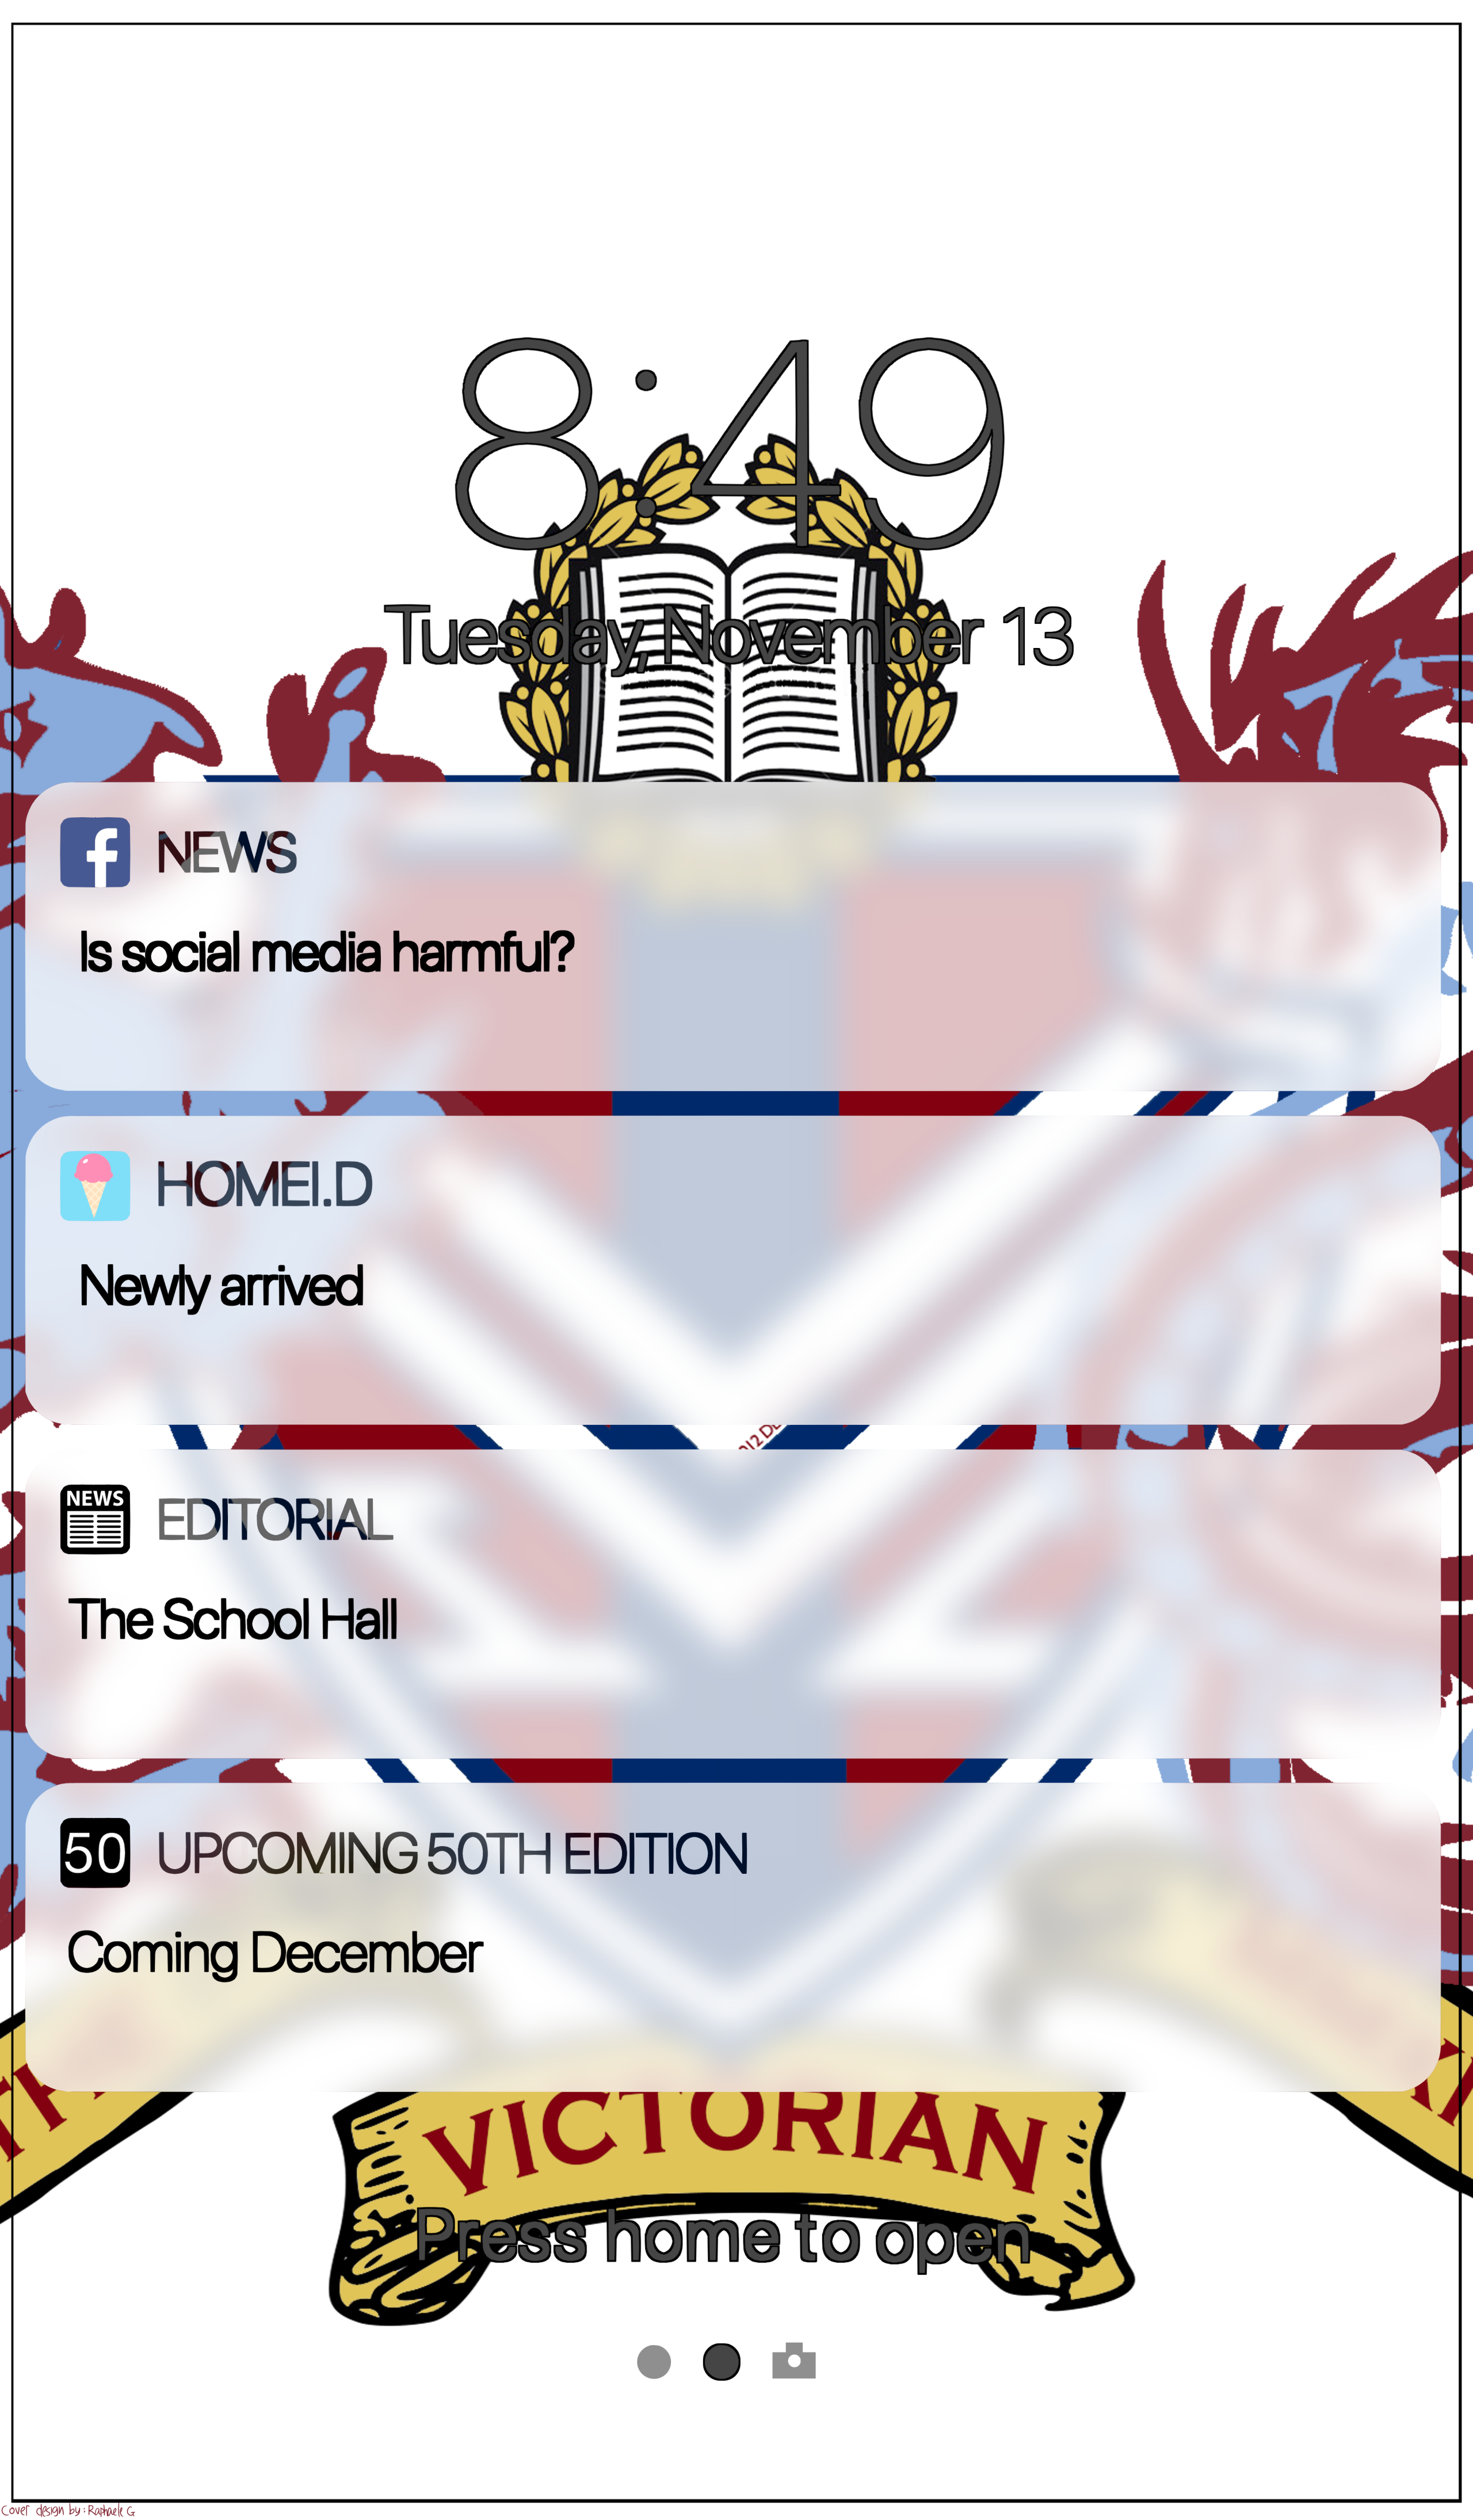 8:49
Tuesday, November 13
NEWS
Is social media harmful?
HOMEI.D
Newly arrived
NEWS
EDITORIAL
The School Hall
50 UPCOMING 50TH EDITION
Coming December
VICTORIAN
Press home to open
Cover design by: Raphaele G